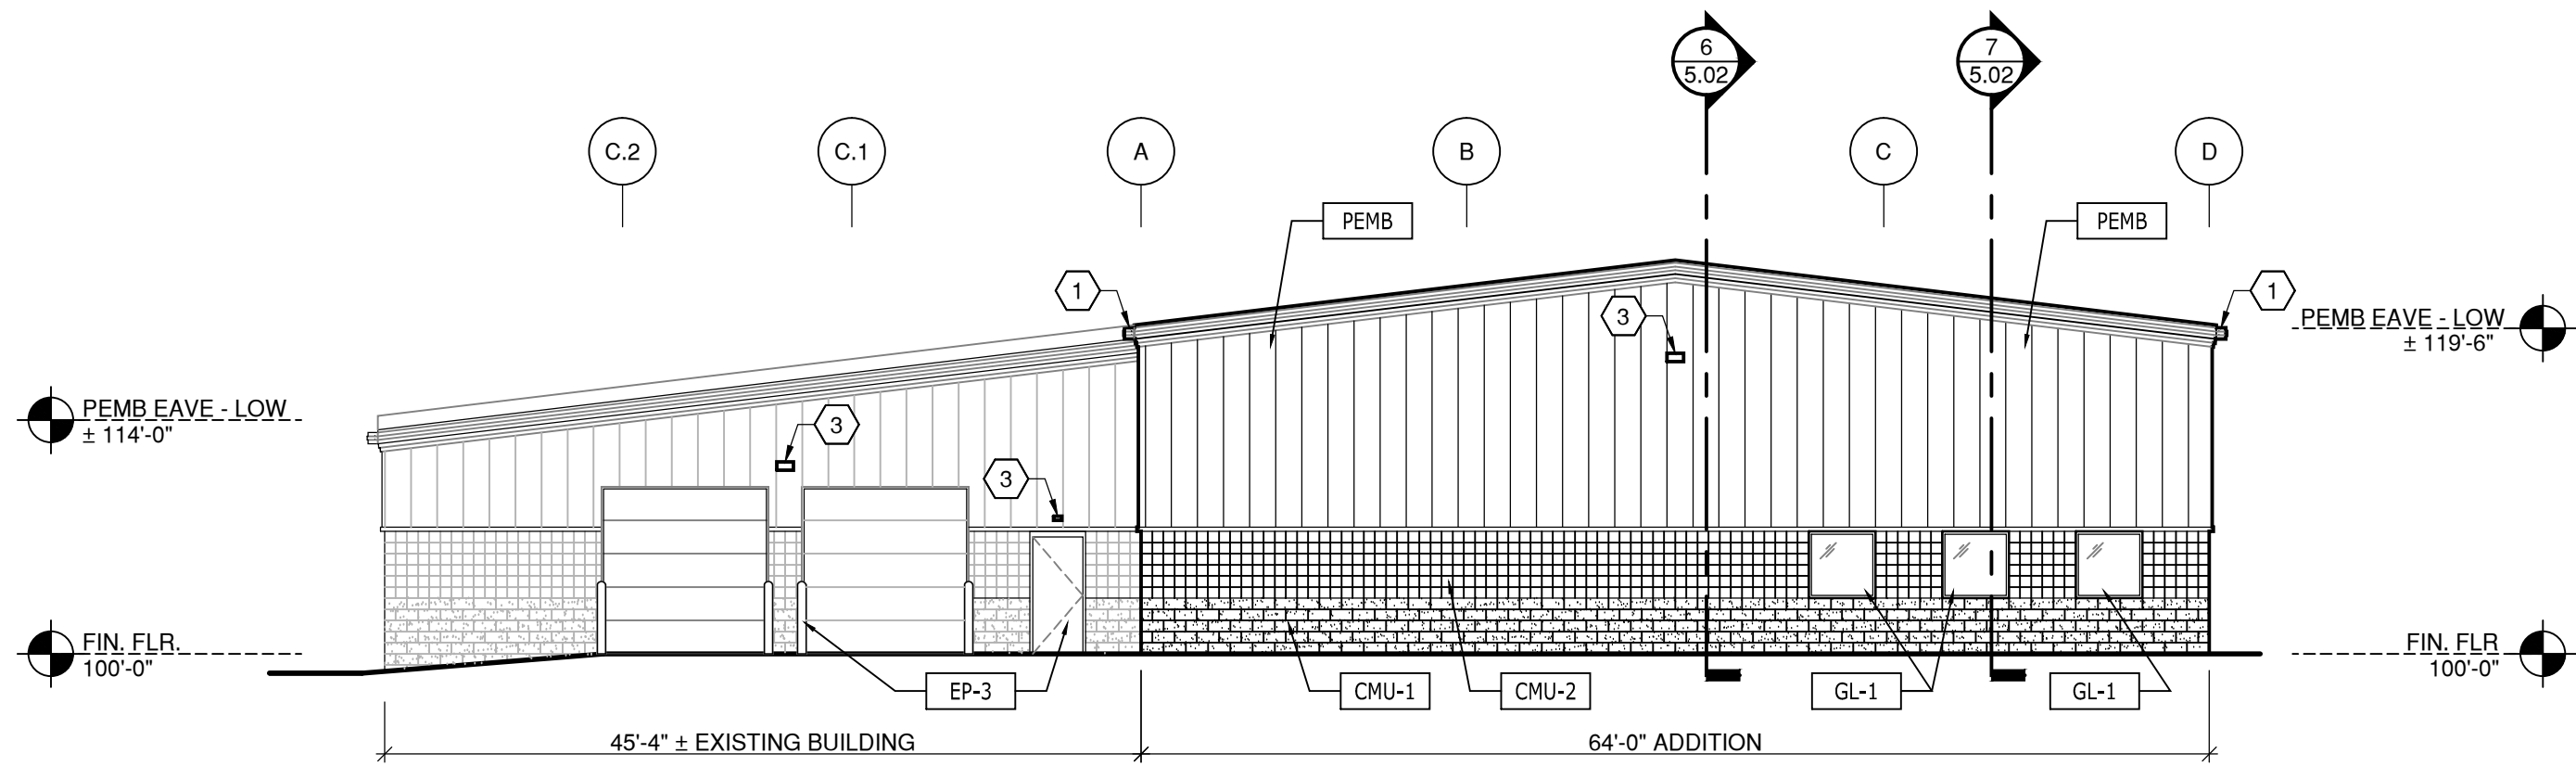 6
5.02
7
5.02
C.2
C.1
A
B
C
D
PEMB
PEMB
1
1
3
PEMB EAVE - LOW
± 119'-6"
PEMB EAVE - LOW
± 114'-0"
3
3
FIN. FLR.
100'-0"
FIN. FLR
100'-0"
EP-3
CMU-1
CMU-2
GL-1
GL-1
45'-4" ± EXISTING BUILDING
64'-0" ADDITION